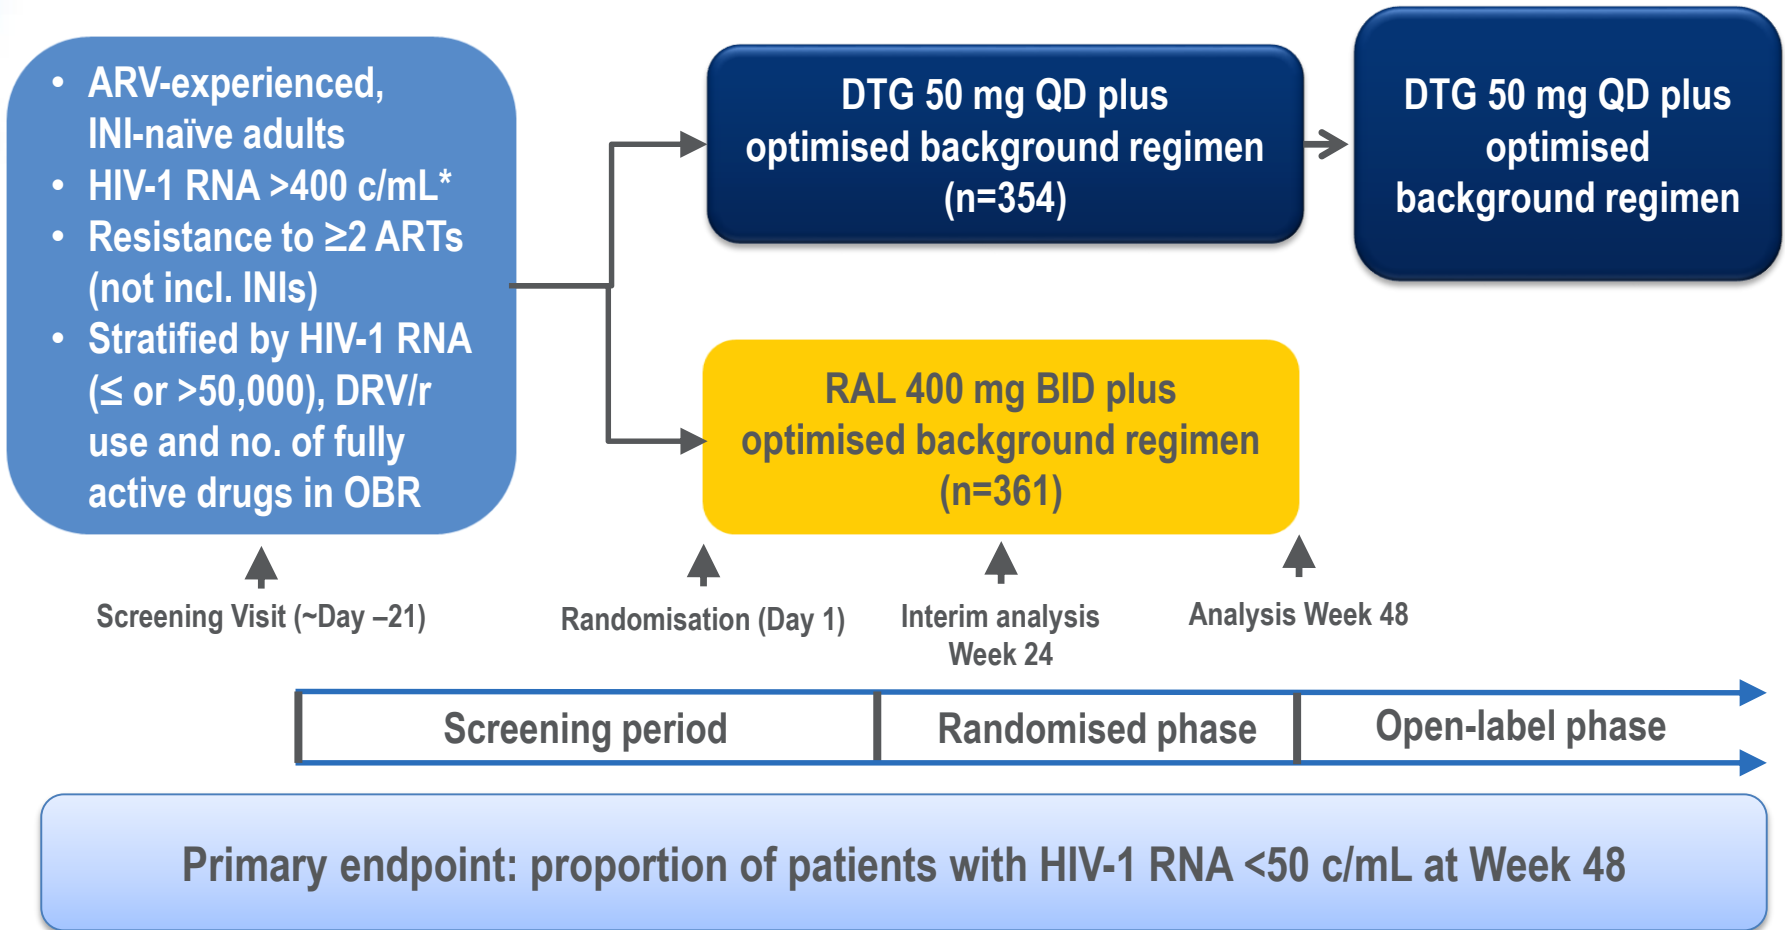 • ARV-experienced,
INI-naïve adults
• HIV-1 RNA >400 c/mL*
• Resistance to ≥2 ARTs
(not incl. INIs)
• Stratified by HIV-1 RNA
(≤ or >50,000), DRV/r
use and no. of fully
active drugs in OBR
DTG 50 mg QD plus
optimised background regimen
(n=354)
DTG 50 mg QD plus
optimised
background regimen
RAL 400 mg BID plus
optimised background regimen
(n=361)
Screening Visit (~Day –21)
Randomisation (Day 1)
Interim analysis
Week 24
Analysis Week 48
Screening period
Randomised phase
Open-label phase
Primary endpoint: proportion of patients with HIV-1 RNA <50 c/mL at Week 48